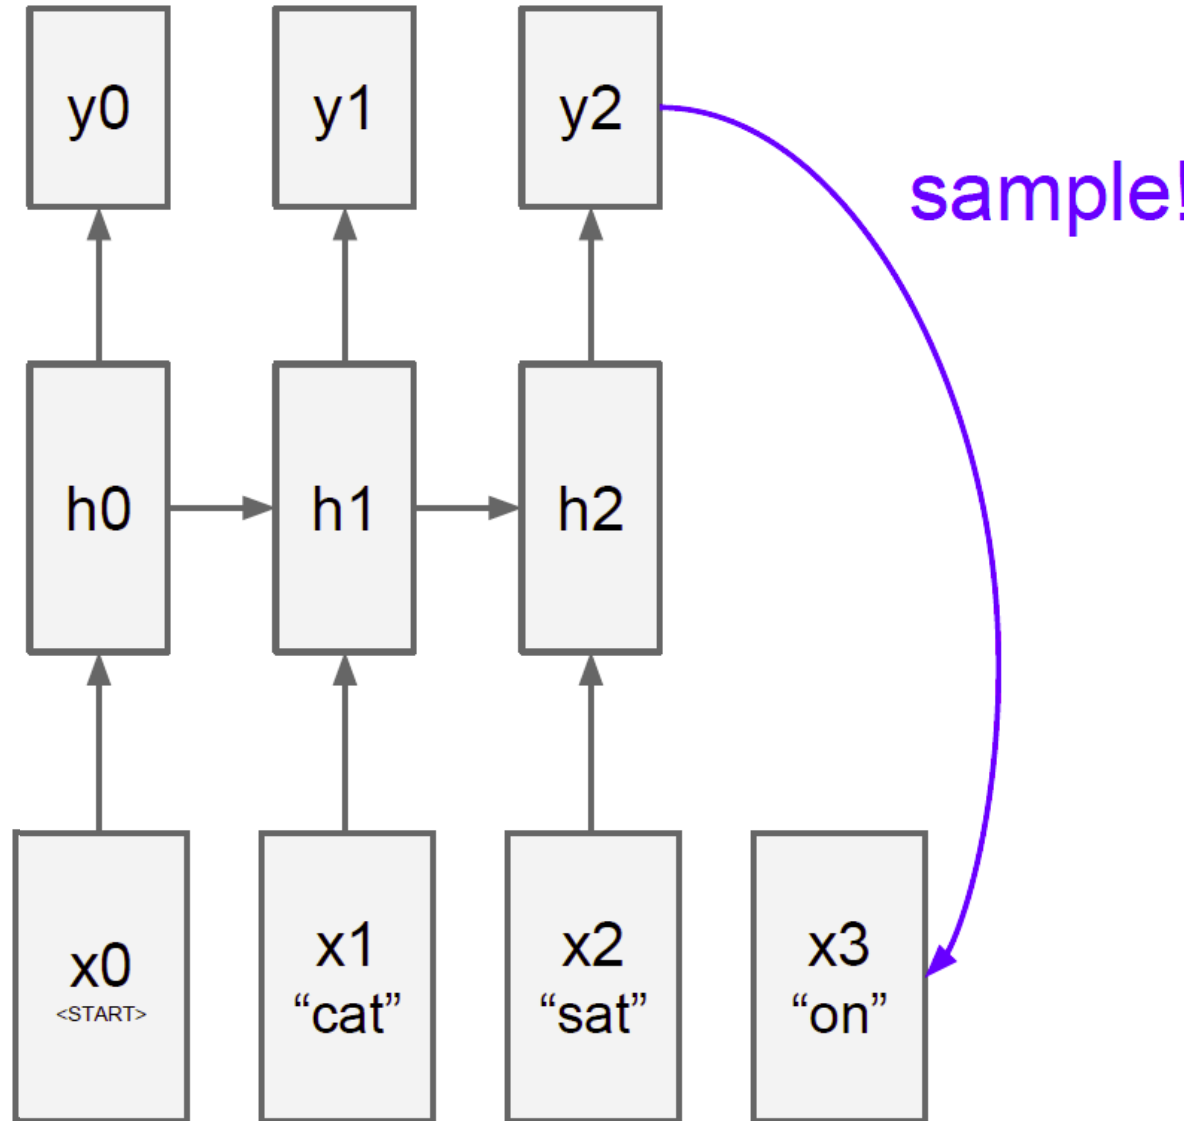 y0
y1
y2
sample!
h0
h1
h2
x0
<START>
x1
“cat”
x2
“sat”
x3
“on”